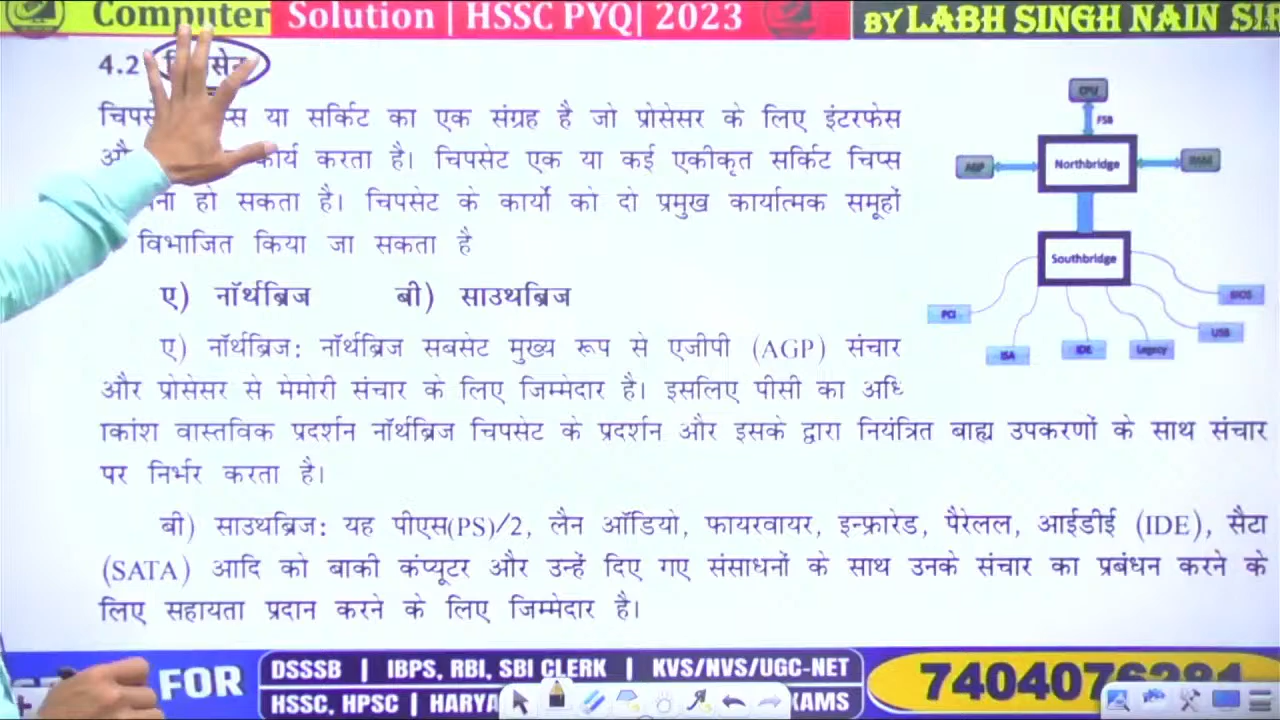 Computer Solution | HSSC PYQ| 2023 BY LABH SINGH NAIN SIR
4.2
का एक संग्रह है जो प्रोसेसर के लिए इंटरफेस
कार्य करता है। चिपसेट एक या कई एकीकृत सर्किट चिप्स
हो सकता है। चिपसेट के कार्यों को दो प्रमुख कार्यात्मक समूहों
विभाजित किया जा सकता है
ए) नॉर्थब्रिज बी) साउथब्रिज
ए) नॉर्थब्रिज: नॉर्थब्रिज सबसेट मुख्य रूप से एजीपी (AGP) संचार
और प्रोसेसर से मेमोरी संचार के लिए जिम्मेदार है। इसलिए पीसी का अधि
ाकांश वास्तविक प्रदर्शन नॉर्थब्रिज चिपसेट के प्रदर्शन और इसके द्वारा नियंत्रित बाह्य उपकरणों के साथ संचार
पर निर्भर करता है।
बी) साउथब्रिज: यह पीएस(PS)/2, लैन ऑडियो, फायरवायर, इन्फ्रारेड, पैरेलल, आईडीई (IDE), सैटा
(SATA) आदि को बाकी कंप्यूटर और उन्हें दिए गए संसाधनों के साथ उनके संचार का प्रबंधन करने के
लिए सहायता प्रदान करने के लिए जिम्मेदार है।
CPU
FSB
AGP Northbridge
Southbridge
PCI
ISA
IDE
Legacy
USB
BIOS
FOR
DSSSB | IBPS, RBI, SBI CLERK | KVS/NVS/UGC-NET
HSSC, HPSC | HARYA